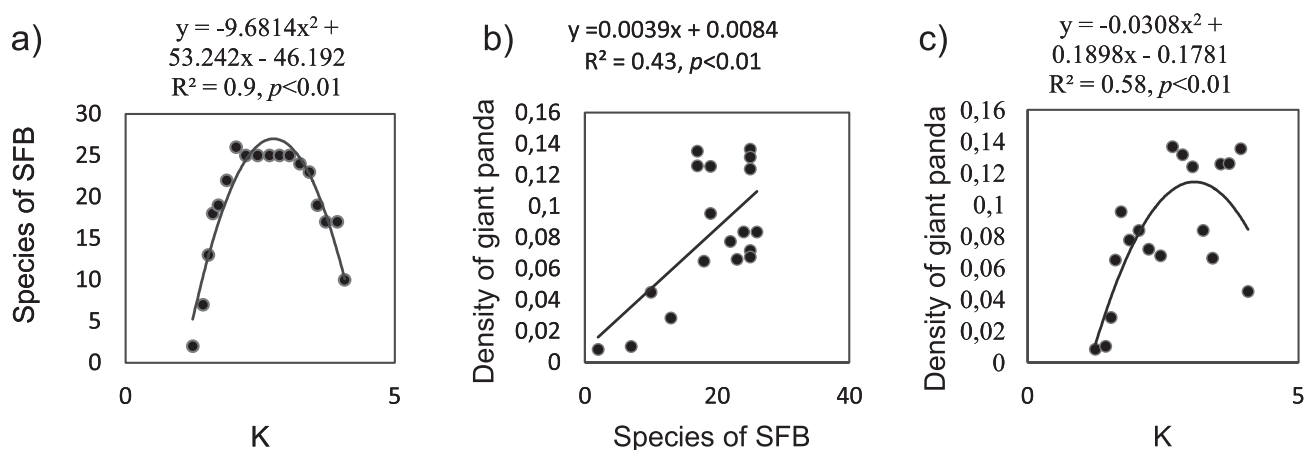 a)
y = -9.6814x² +
53.242x - 46.192
R² = 0.9, p<0.01
Species of SFB
30
25
20
15
10
5
0
0
5
K
b)
y =0.0039x + 0.0084
R² = 0.43, p<0.01
Density of giant panda
0,16
0,14
0,12
0,1
0,08
0,06
0,04
0,02
0
0
20
40
Species of SFB
c)
y = -0.0308x² +
0.1898x - 0.1781
R² = 0.58, p<0.01
Density of giant panda
0,16
0,14
0,12
0,1
0,08
0,06
0,04
0,02
0
0
5
K